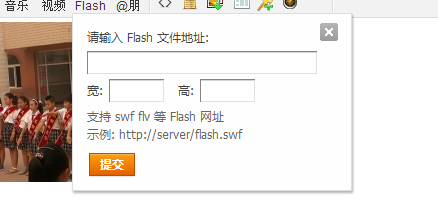 音乐 视频 Flash @朋
请输入 Flash 文件地址:
宽: 高:
支持 swf flv 等 Flash 网址
示例: http://server/flash.swf
提交